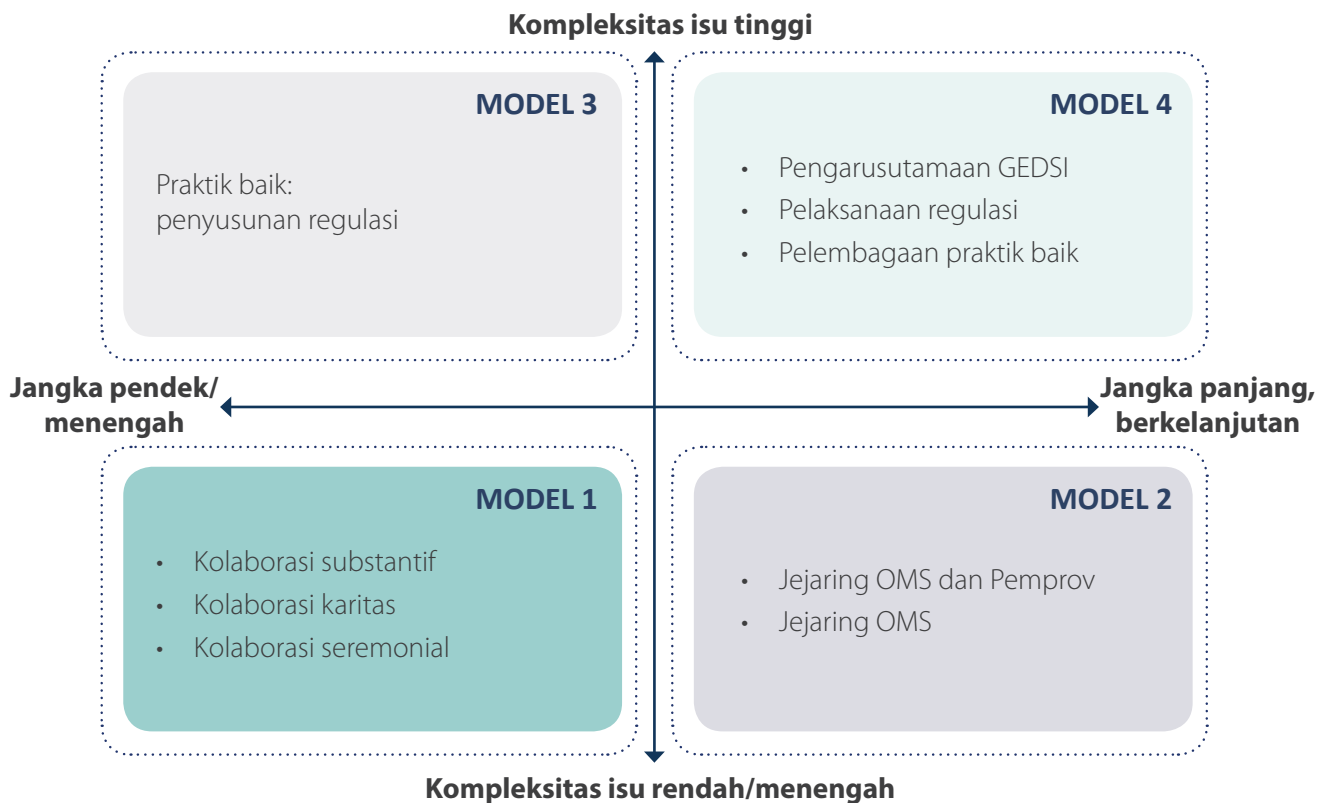 Kompleksitas isu tinggi
MODEL 3
Praktik baik:
penyusunan regulasi
MODEL 4
• Pengarusutamaan GEDSI
• Pelaksanaan regulasi
• Pelembagaan praktik baik
Jangka pendek/
menengah
Jangka panjang,
berkelanjutan
MODEL 1
• Kolaborasi substantif
• Kolaborasi karitas
• Kolaborasi seremonial
MODEL 2
• Jejaring OMS dan Pemprov
• Jejaring OMS
Kompleksitas isu rendah/menengah